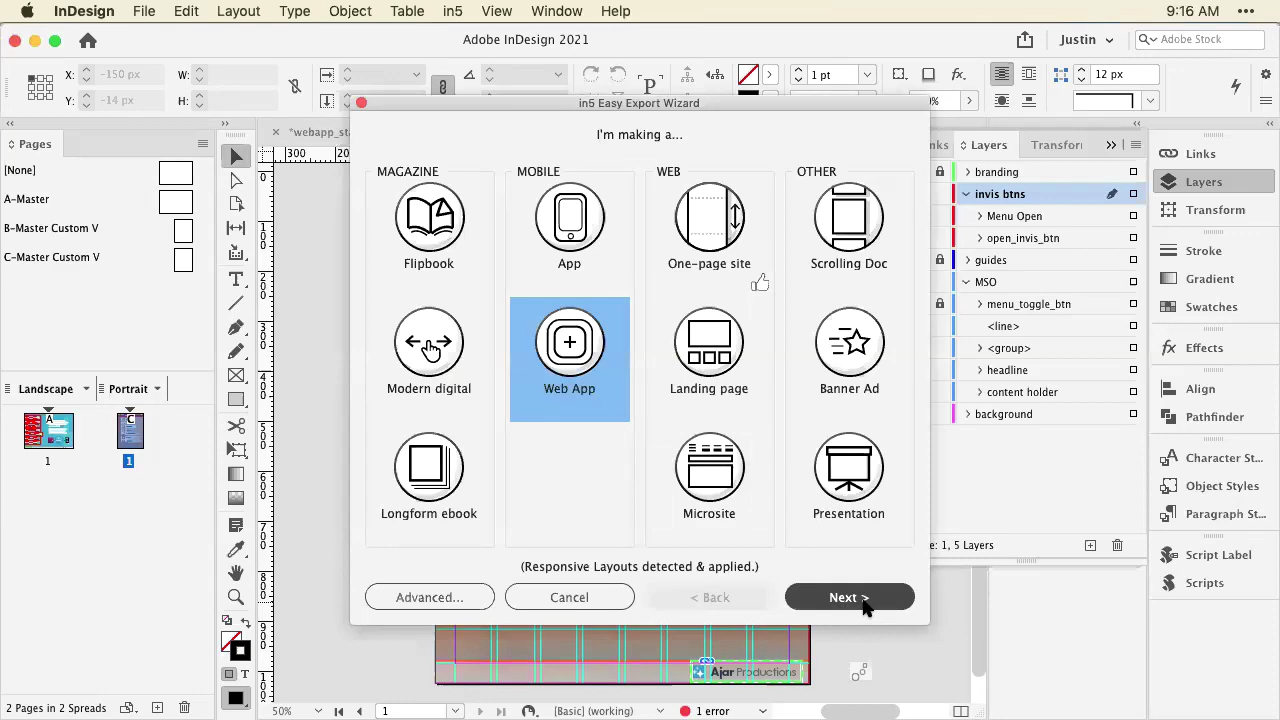 InDesign File Edit Layout Type Object Table in5 View Window Help 9:16 AM
Adobe InDesign 2021 Justin Adobe Stock
X: -150 px W: 1 pt fx. 12 px
Y: -14 px H: P
in5 Easy Export Wizard
I'm making a...
Pages
[None]
A-Master
B-Master Custom V
C-Master Custom V
Landscape Portrait
A C
1 1
2 Pages in 2 Spreads
*webapp_sta
300
MAGAZINE MOBILE WEB OTHER
Flipbook App One-page site Scrolling Doc
Modern digital Web App Landing page Banner Ad
Longform ebook Microsite Presentation
(Responsive Layouts detected & applied.)
Advanced... Cancel < Back Next >
Layers Transform
branding
invis btns
Menu Open
open_invis_btn
guides
MSO
menu_toggle_btn
<line>
<group>
headline
content holder
background
e: 1, 5 Layers
Links
Layers
Transform
Stroke
Gradient
Swatches
Effects
Align
Pathfinder
Character St...
Object Styles
Paragraph St...
Script Label
Scripts
Ajar Productions
50% 1 [Basic] (working) 1 error